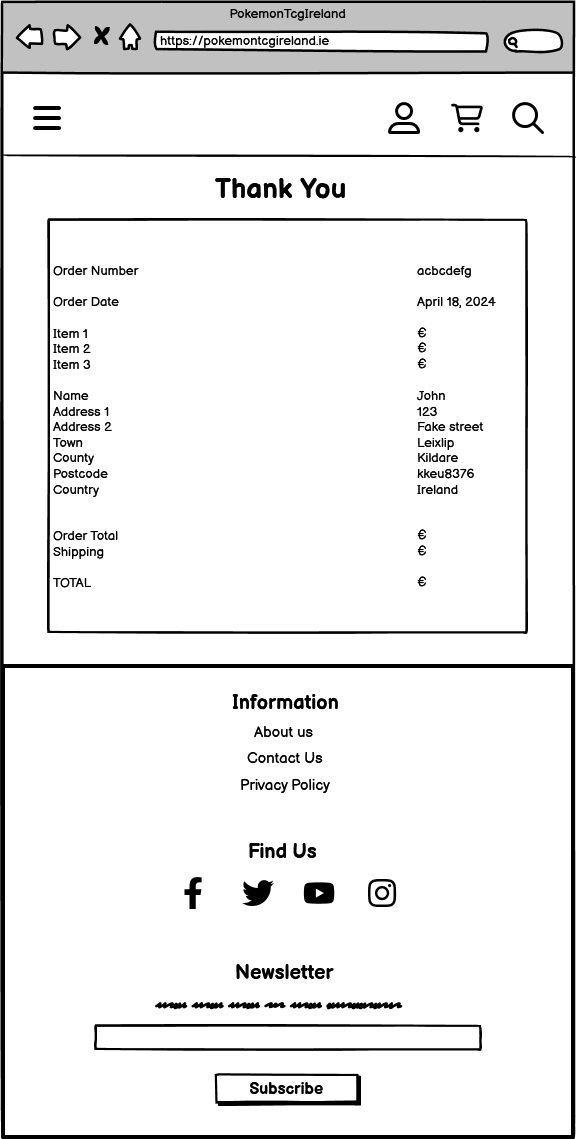 PokemonTcgIreland
https://pokemontcgireland.ie
Thank You
Order Number acbcdefg
Order Date April 18, 2024
Item 1 €
Item 2 €
Item 3 €
Name John
Address 1 123
Address 2 Fake street
Town Leixlip
County Kildare
Postcode kkeu8376
Country Ireland
Order Total €
Shipping €
TOTAL €
Information
About us
Contact Us
Privacy Policy
Find Us
Newsletter
Subscribe